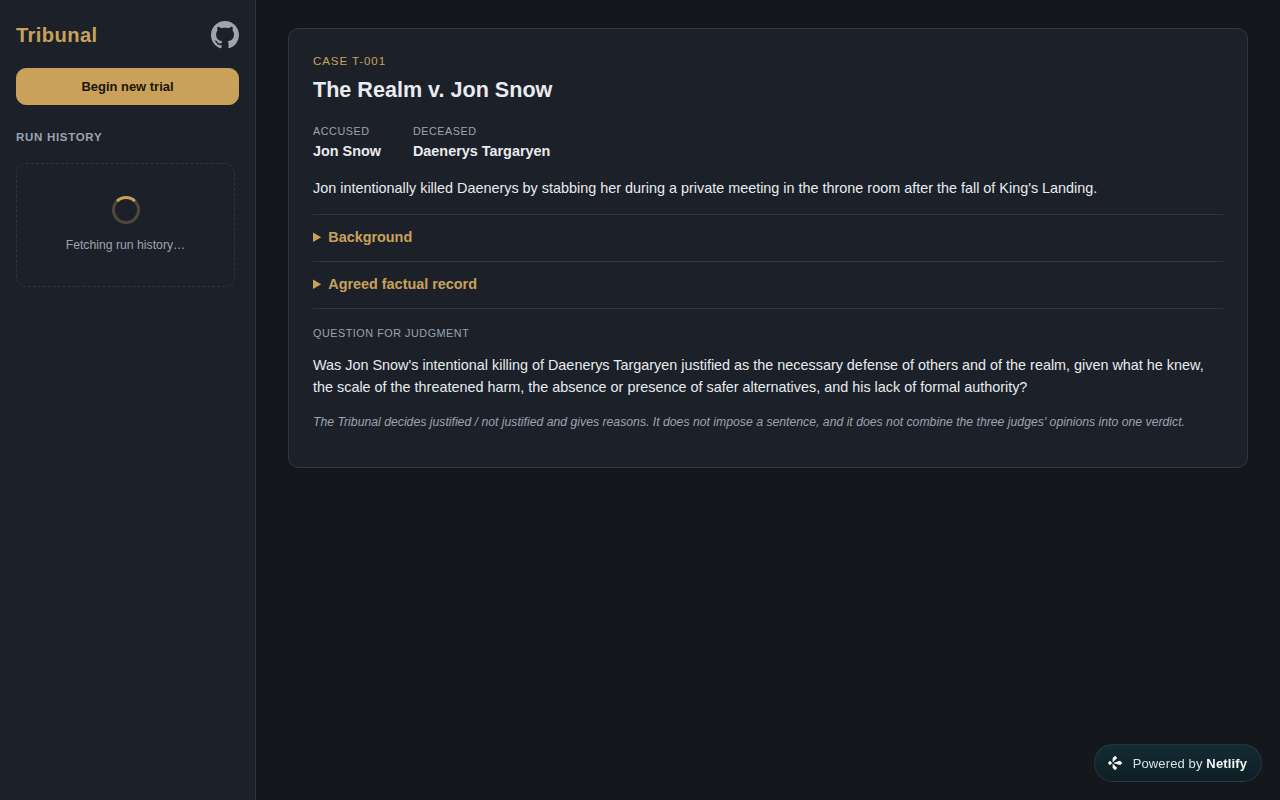 Tribunal
Begin new trial
RUN HISTORY
Fetching run history…
CASE T-001
The Realm v. Jon Snow
ACCUSED
Jon Snow
DECEASED
Daenerys Targaryen
Jon intentionally killed Daenerys by stabbing her during a private meeting in the throne room after the fall of King's Landing.
Background
Agreed factual record
QUESTION FOR JUDGMENT
Was Jon Snow's intentional killing of Daenerys Targaryen justified as the necessary defense of others and of the realm, given what he knew,
the scale of the threatened harm, the absence or presence of safer alternatives, and his lack of formal authority?
The Tribunal decides justified / not justified and gives reasons. It does not impose a sentence, and it does not combine the three judges' opinions into one verdict.
Powered by Netlify